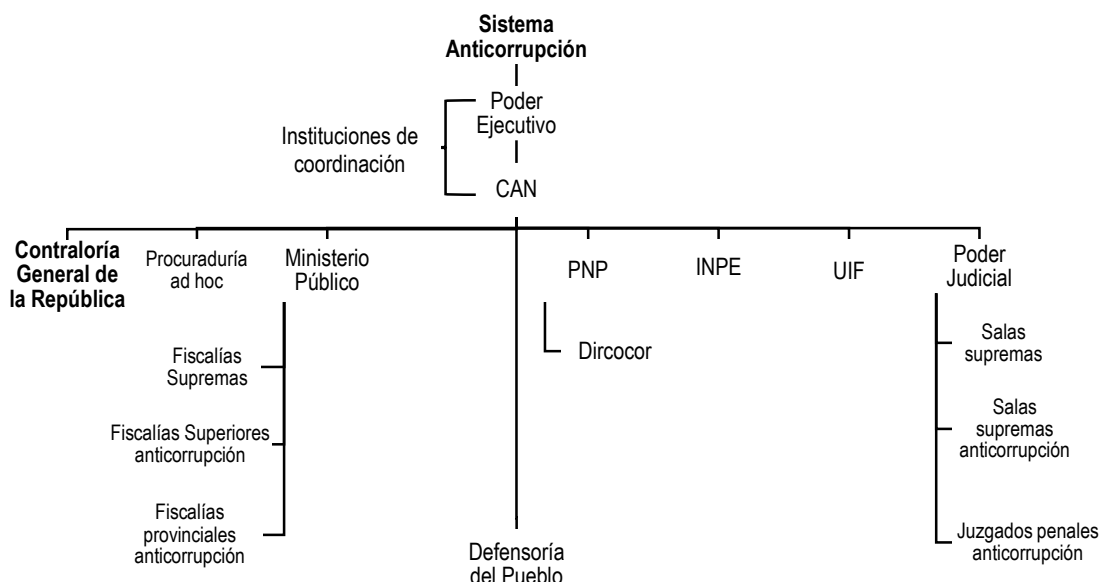 Sistema
Anticorrupción
Poder
Ejecutivo
Instituciones de
coordinación
CAN
Contraloría
General de
la República
Procuraduría
ad hoc
Ministerio
Público
PNP
INPE
UIF
Poder
Judicial
Fiscalías
Supremas
Fiscalías Superiores
anticorrupción
Fiscalías
provinciales
anticorrupción
Dircocor
Salas
supremas
Salas
supremas
anticorrupción
Juzgados penales
anticorrupción
Defensoría
del Pueblo